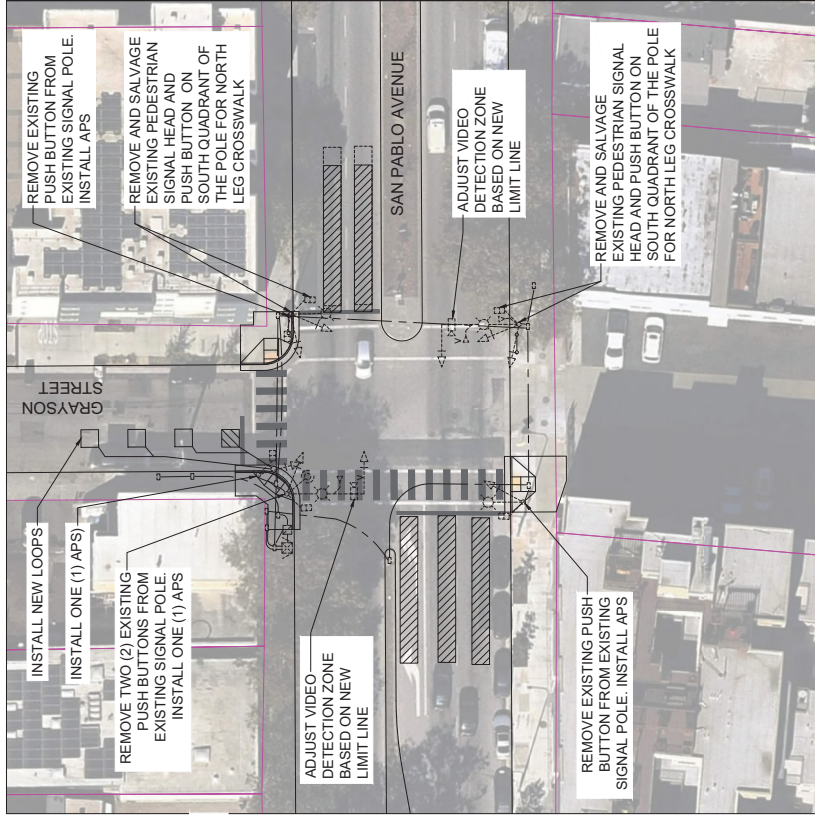 REMOVE EXISTING
PUSH BUTTON FROM
EXISTING SIGNAL POLE.
INSTALL APS
REMOVE AND SALVAGE
EXISTING PEDESTRIAN
SIGNAL HEAD AND
PUSH BUTTON ON
SOUTH QUADRANT OF
THE POLE FOR NORTH
LEG CROSSWALK
SAN PABLO AVENUE
ADJUST VIDEO
DETECTION ZONE
BASED ON NEW
LIMIT LINE
REMOVE AND SALVAGE
EXISTING PEDESTRIAN SIGNAL
HEAD AND PUSH BUTTON ON
SOUTH QUADRANT OF THE POLE
FOR NORTH LEG CROSSWALK
GRAYSON
STREET
INSTALL NEW LOOPS
INSTALL ONE (1) APS)
REMOVE TWO (2) EXISTING
PUSH BUTTONS FROM
EXISTING SIGNAL POLE.
INSTALL ONE (1) APS
ADJUST VIDEO
DETECTION ZONE
BASED ON NEW
LIMIT LINE
REMOVE EXISTING PUSH
BUTTON FROM EXISTING
SIGNAL POLE. INSTALL APS